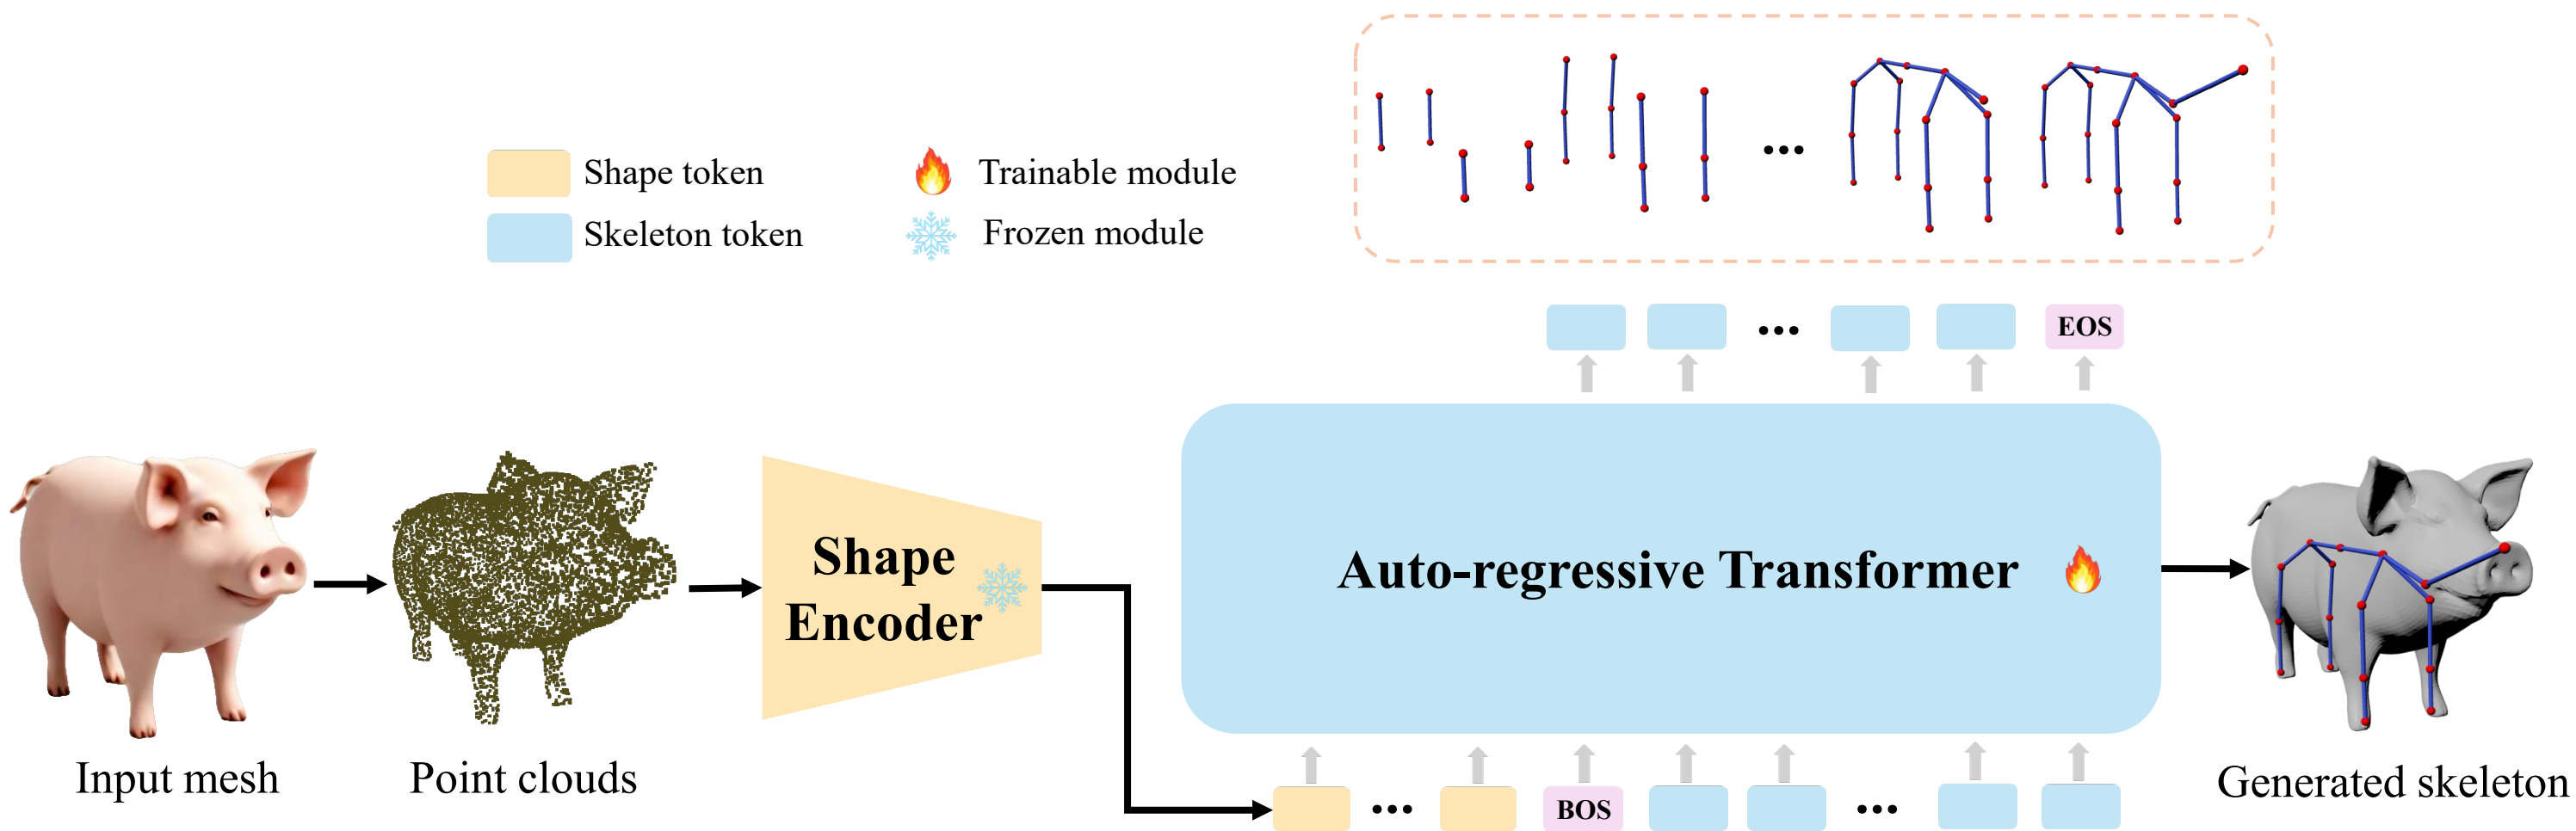 Shape token
Trainable module
Skeleton token
Frozen module
...
...
EOS
Shape
Encoder
Auto-regressive Transformer
Input mesh
Point clouds
...
BOS
...
Generated skeleton